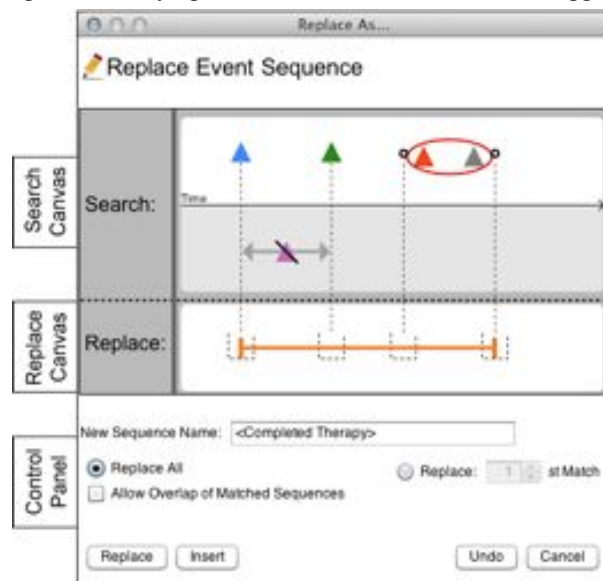 Replace As...
Replace Event Sequence
Search Canvas
Search:
Time
Replace Canvas
Replace:
Control Panel
New Sequence Name: <Completed Therapy>
Replace All
Replace: 1 st Match
Allow Overlap of Matched Sequences
Replace Insert Undo Cancel